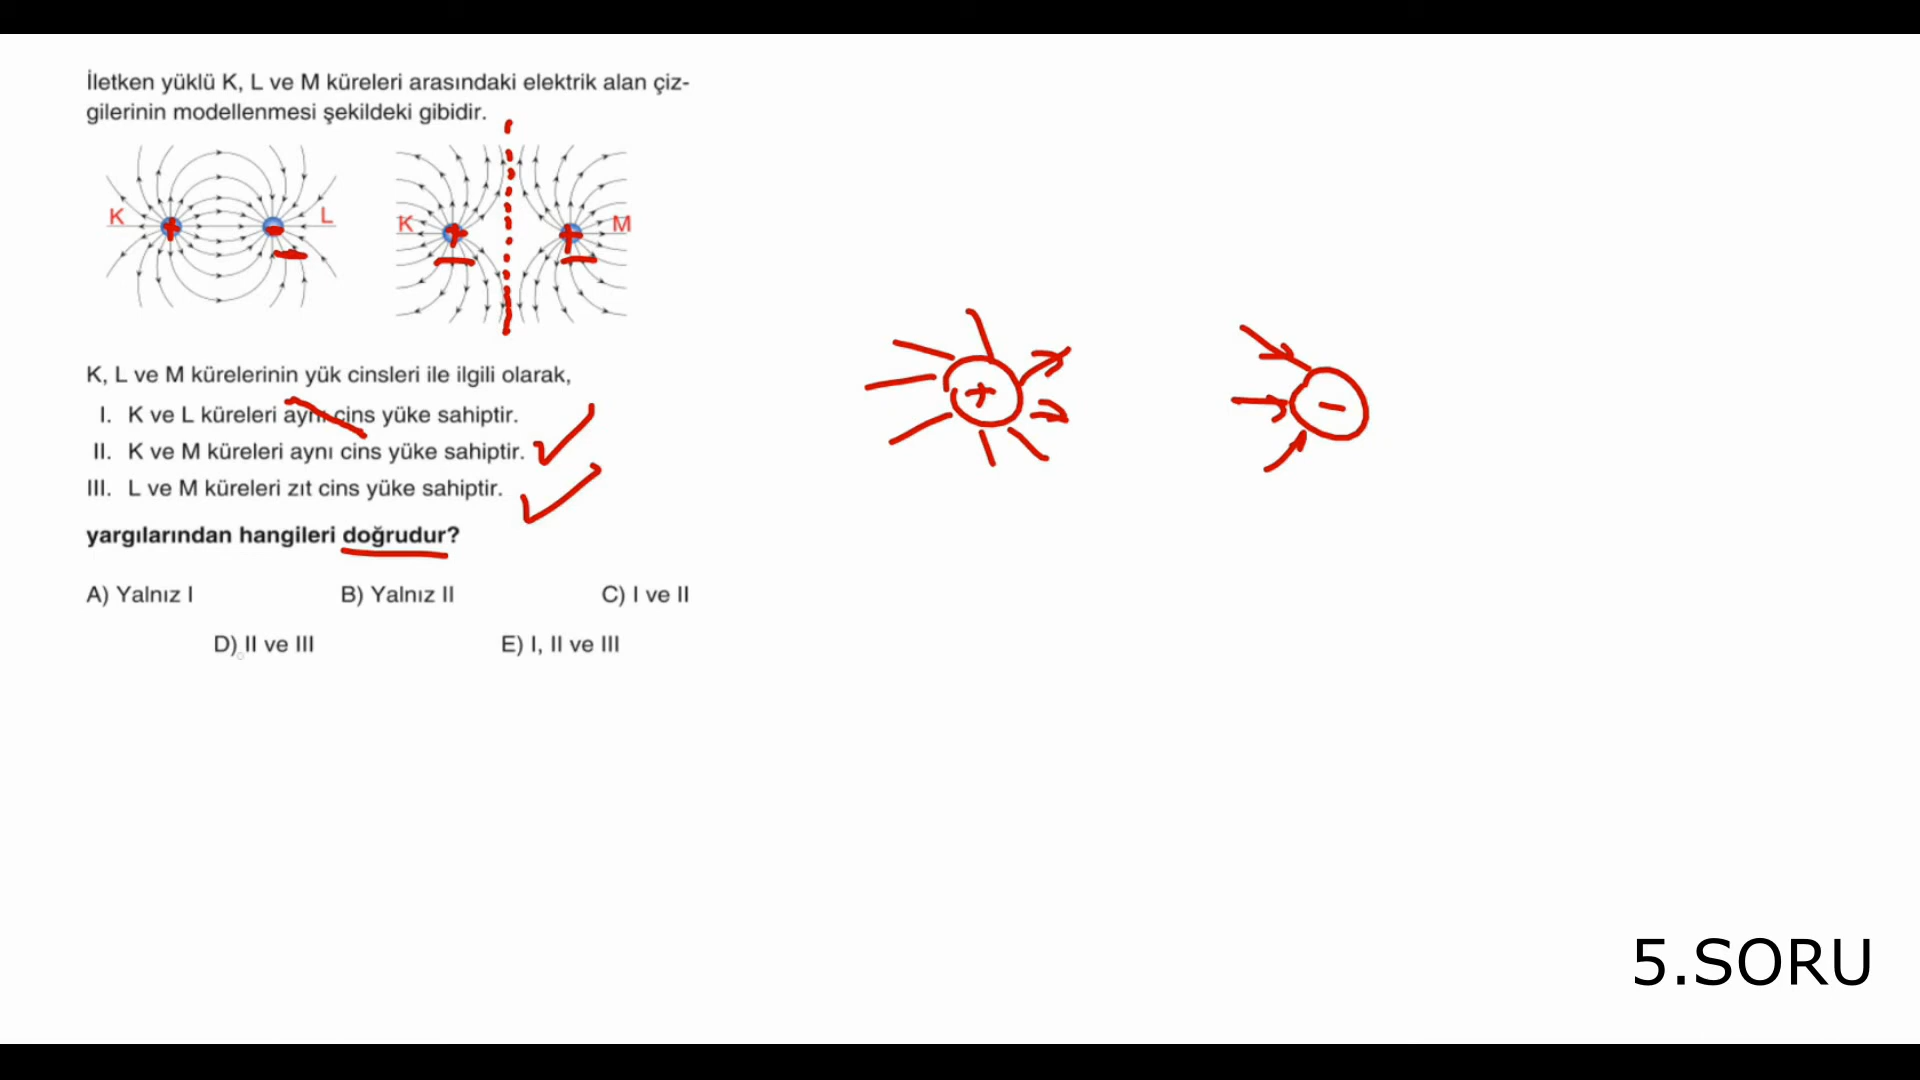 İletken yüklü K, L ve M küreleri arasındaki elektrik alan çiz-
gilerinin modellenmesi şekildeki gibidir.
K + - L K + + M
K, L ve M kürelerinin yük cinsleri ile ilgili olarak,
I. K ve L küreleri aynı cins yüke sahiptir.
II. K ve M küreleri aynı cins yüke sahiptir.
III. L ve M küreleri zıt cins yüke sahiptir.
yargılarından hangileri doğrudur?
A) Yalnız I B) Yalnız II C) I ve II
D) II ve III E) I, II ve III
+ -
5.SORU